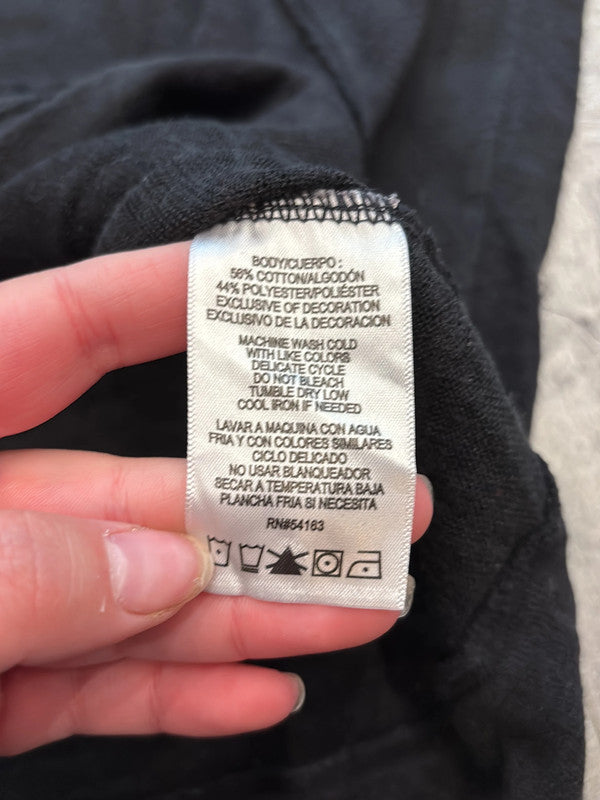 BODY/CUERPO :
56% COTTON/ALGODÓN
44% POLYESTER/POLIÉSTER
EXCLUSIVE OF DECORATION
EXCLUSIVO DE LA DECORACION
MACHINE WASH COLD
WITH LIKE COLORS
DELICATE CYCLE
DO NOT BLEACH
TUMBLE DRY LOW
COOL IRON IF NEEDED
LAVAR A MAQUINA CON AGUA
FRIA Y CON COLORES SIMILARES
CICLO DELICADO
NO USAR BLANQUEADOR
SECAR A TEMPERATURA BAJA
PLANCHA FRIA SI NECESITA
RN#54163